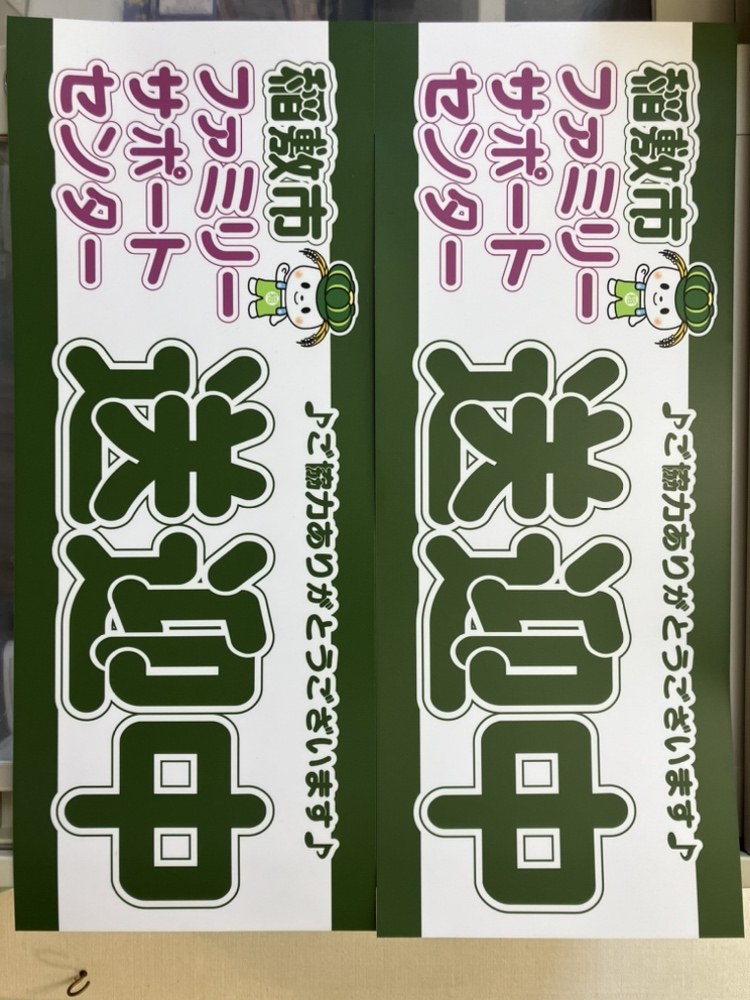 稲敷市
ファミリー
サポート
センター
♪ご協力ありがとうございます♪
送迎中
稲敷市
ファミリー
サポート
センター
♪ご協力ありがとうございます♪
送迎中